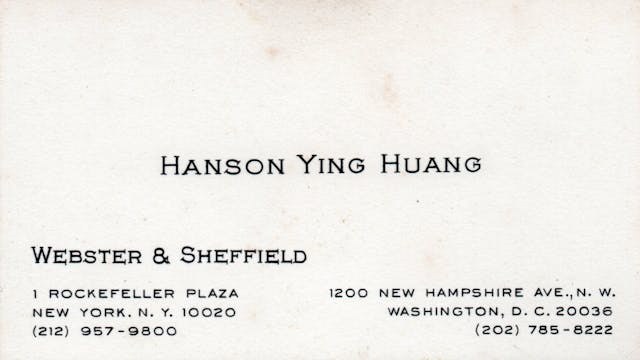 HANSON YING HUANG
WEBSTER & SHEFFIELD
1 ROCKEFELLER PLAZA
NEW YORK. N. Y. 10020
(212) 957-9800
1200 NEW HAMPSHIRE AVE., N. W.
WASHINGTON, D. C. 20036
(202) 785-8222